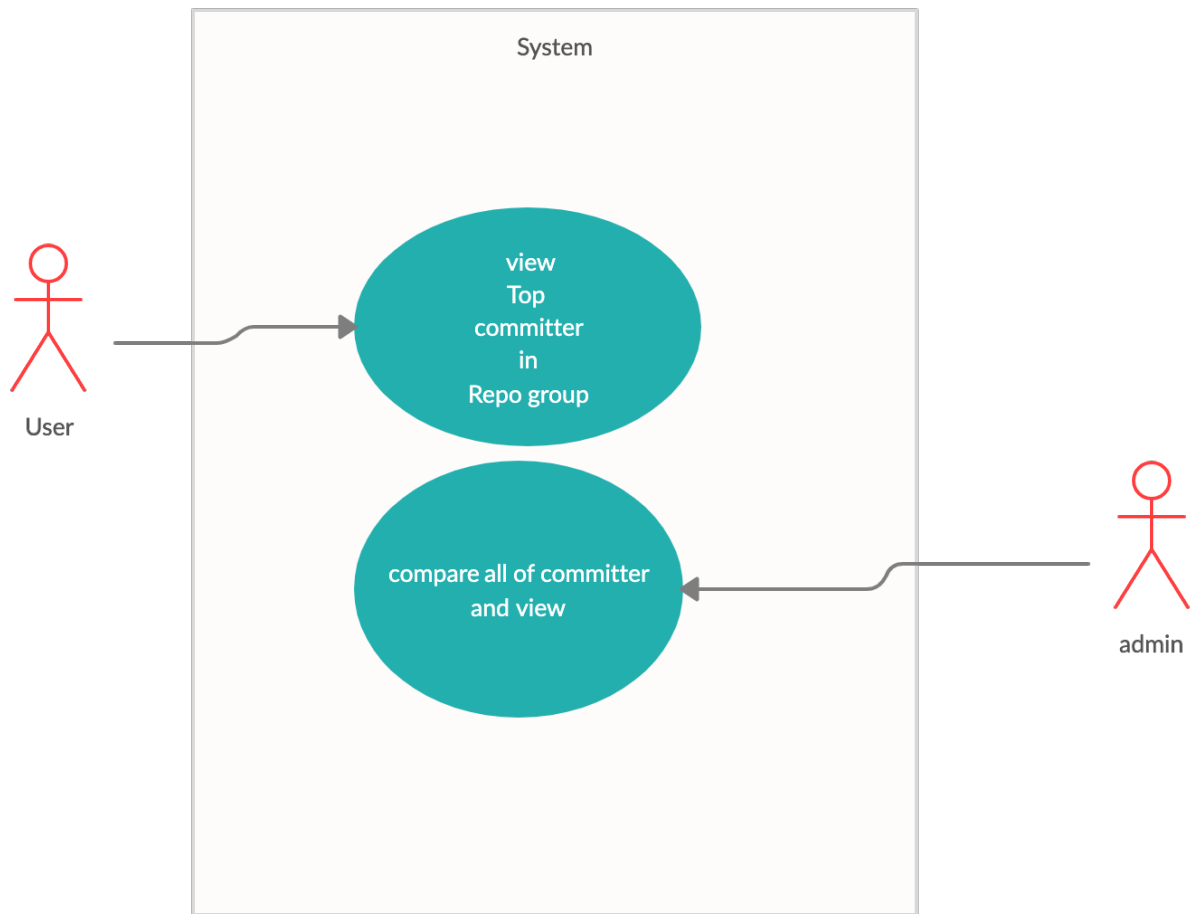 System
view
Top
committer
in
Repo group
User
compare all of committer
and view
admin